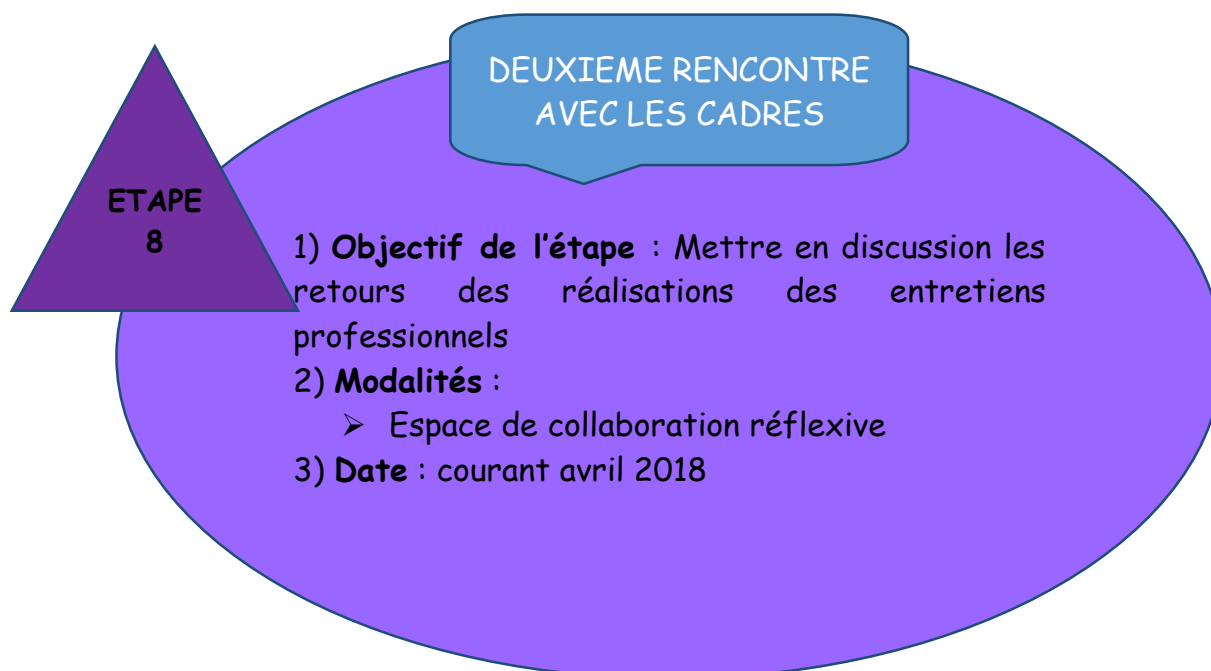 DEUXIEME RENCONTRE
AVEC LES CADRES
ETAPE
8
1) Objectif de l'étape : Mettre en discussion les
retours des réalisations des entretiens
professionnels
2) Modalités :
➢ Espace de collaboration réflexive
3) Date : courant avril 2018